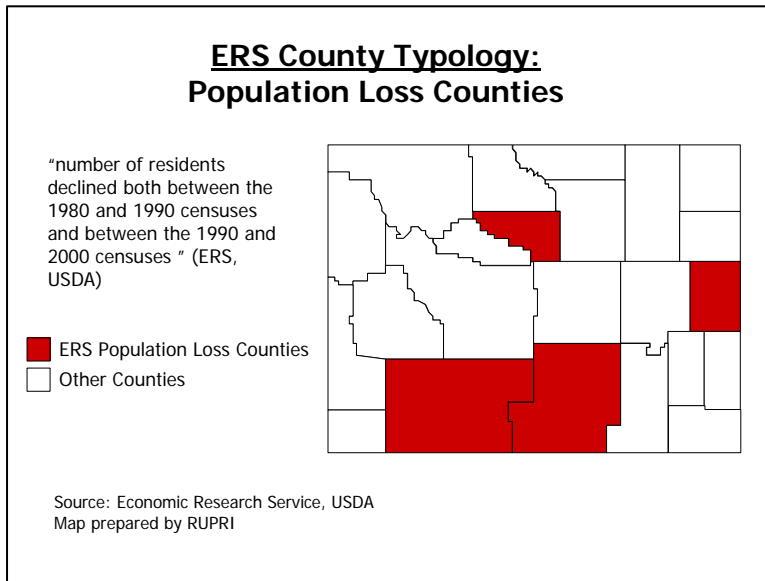 ERS County Typology:
Population Loss Counties
“number of residents
declined both between the
1980 and 1990 censuses
and between the 1990 and
2000 censuses ” (ERS,
USDA)
ERS Population Loss Counties
Other Counties
Source: Economic Research Service, USDA
Map prepared by RUPRI